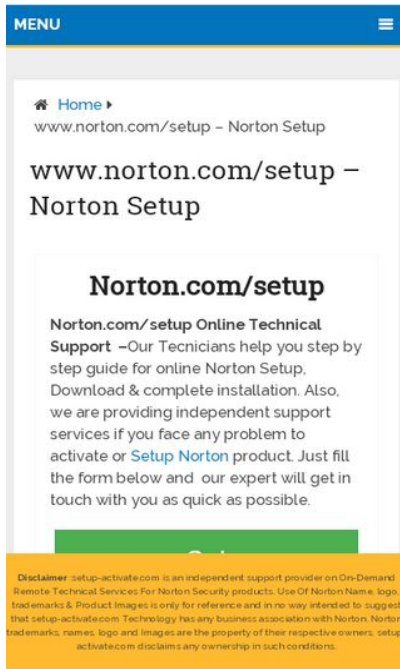 MENU
Home
www.norton.com/setup – Norton Setup
www.norton.com/setup –
Norton Setup
Norton.com/setup
Norton.com/setup Online Technical
Support –Our Tecnicians help you step by
step guide for online Norton Setup,
Download & complete installation. Also,
we are providing independent support
services if you face any problem to
activate or Setup Norton product. Just fill
the form below and our expert will get in
touch with you as quick as possible.
Disclaimer :setup-activate.com is an independent support provider on On-Demand
Remote Technical Services For Norton Security products. Use Of Norton Name, logo,
trademarks & Product Images is only for reference and in no way intended to suggest
that setup-activate.com Technology has any business association with Norton. Norton
trademarks, names, logo and Images are the property of their respective owners, setup-
activate.com disclaims any ownership in such conditions.